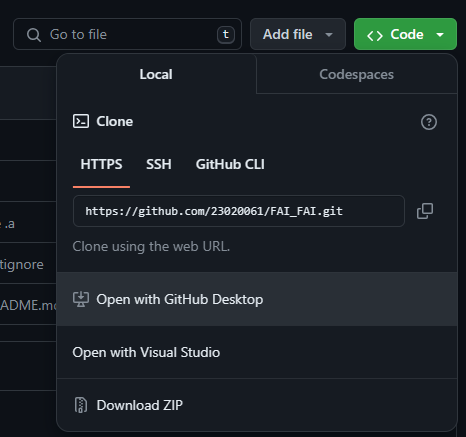 Go to file
t
Add file
Code
Local
Codespaces
Clone
HTTPS
SSH
GitHub CLI
https://github.com/23020061/FAI_FAI.git
.a
Clone using the web URL.
tignore
Open with GitHub Desktop
ADME.m
Open with Visual Studio
Download ZIP